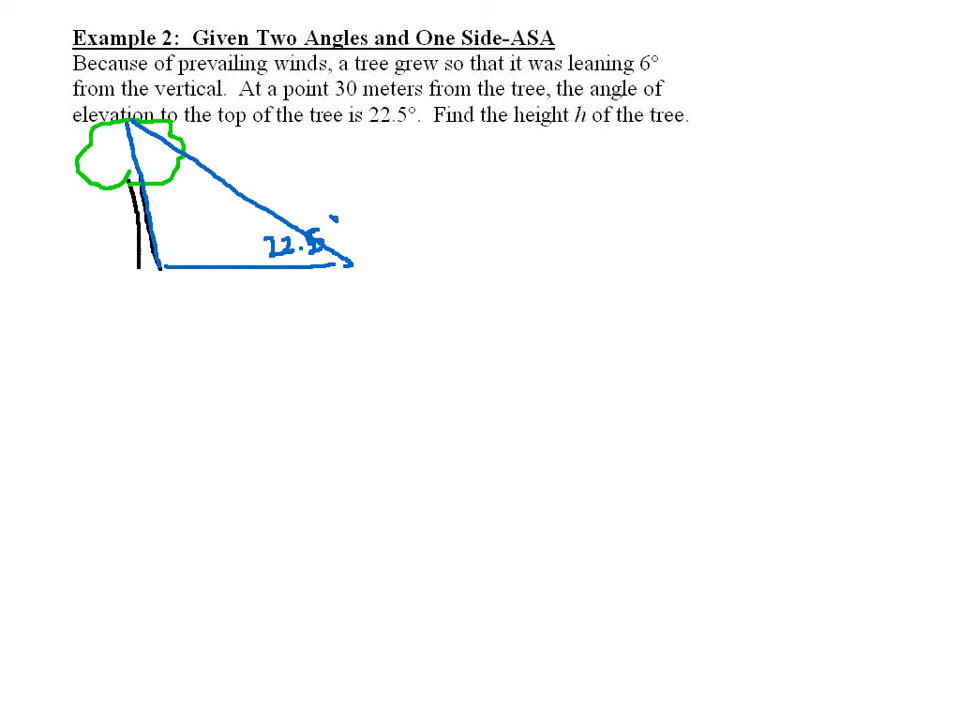 Example 2: Given Two Angles and One Side-ASA
Because of prevailing winds, a tree grew so that it was leaning 6°
from the vertical. At a point 30 meters from the tree, the angle of
elevation to the top of the tree is 22.5°. Find the height h of the tree.
22.5°